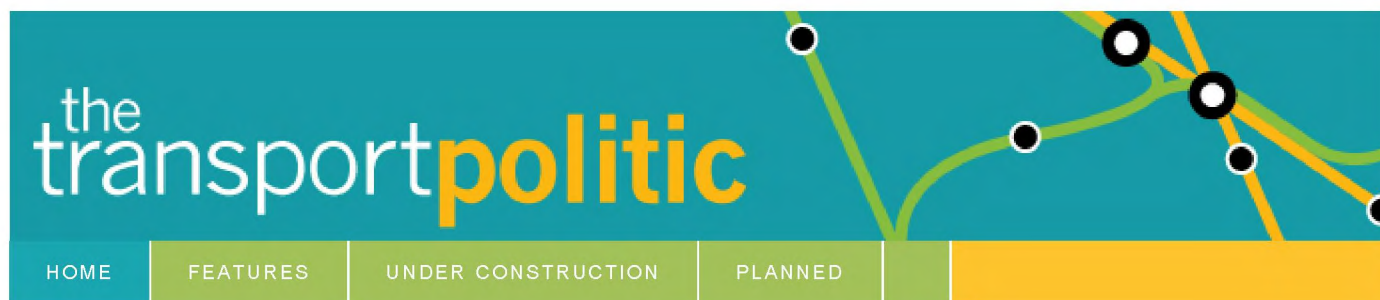 the
transportpolitic
HOME FEATURES UNDER CONSTRUCTION PLANNED